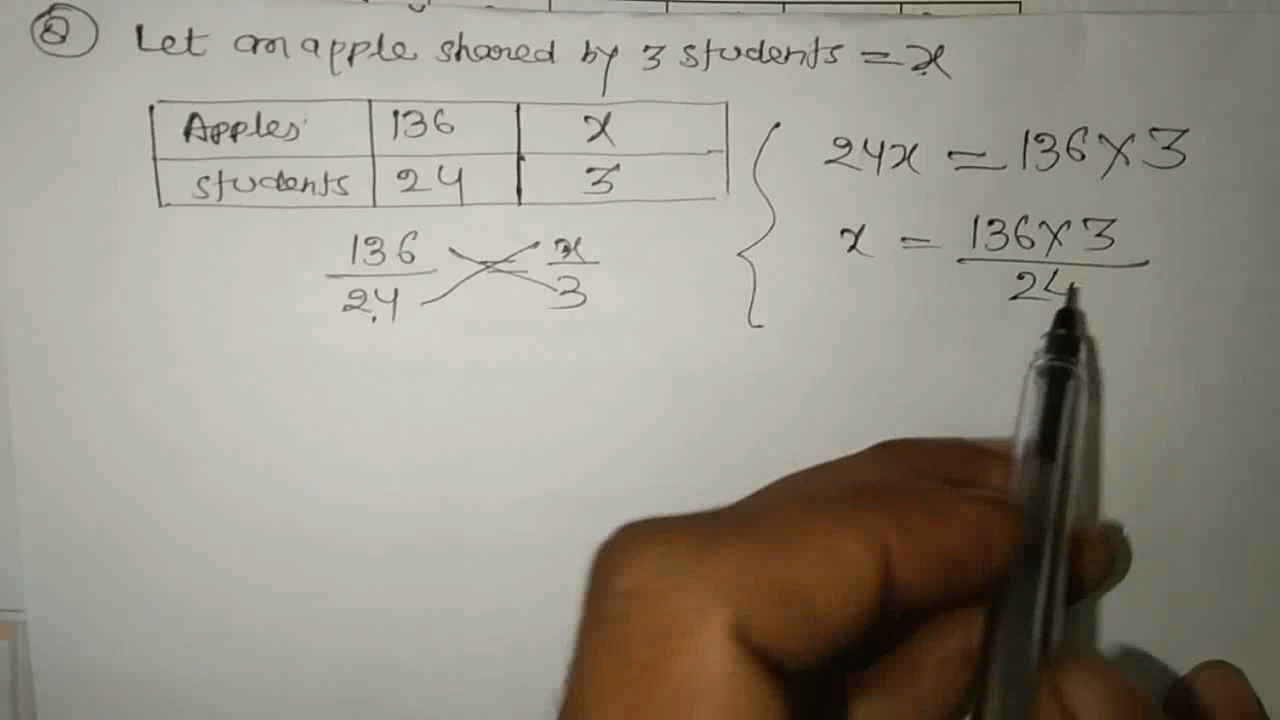 8 Let an apple shared by 3 students = x
Apples 136 x
students 24 3
136/24 = x/3
24x = 136 × 3
x = 136 × 3 / 24